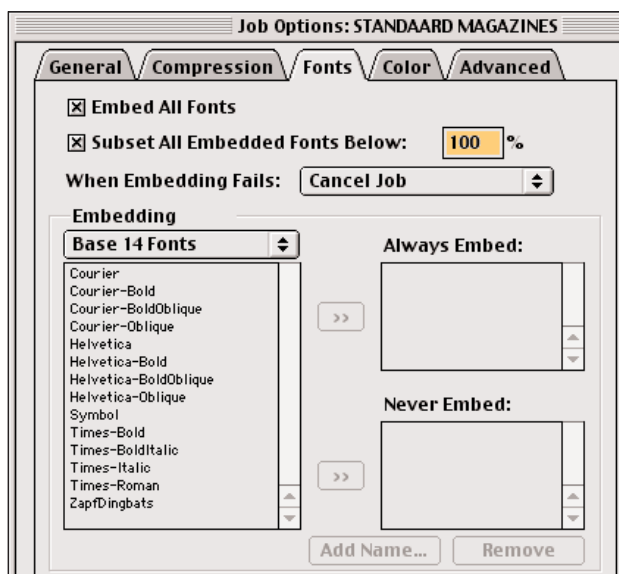 Job Options: STANDAARD MAGAZINES
General Compression Fonts Color Advanced
Embed All Fonts
Subset All Embedded Fonts Below: 100 %
When Embedding Fails: Cancel Job
Embedding
Base 14 Fonts
Courier
Courier-Bold
Courier-BoldOblique
Courier-Oblique
Helvetica
Helvetica-Bold
Helvetica-BoldOblique
Helvetica-Oblique
Symbol
Times-Bold
Times-BoldItalic
Times-Italic
Times-Roman
ZapfDingbats
>>
>>
Always Embed:
Never Embed:
Add Name... Remove